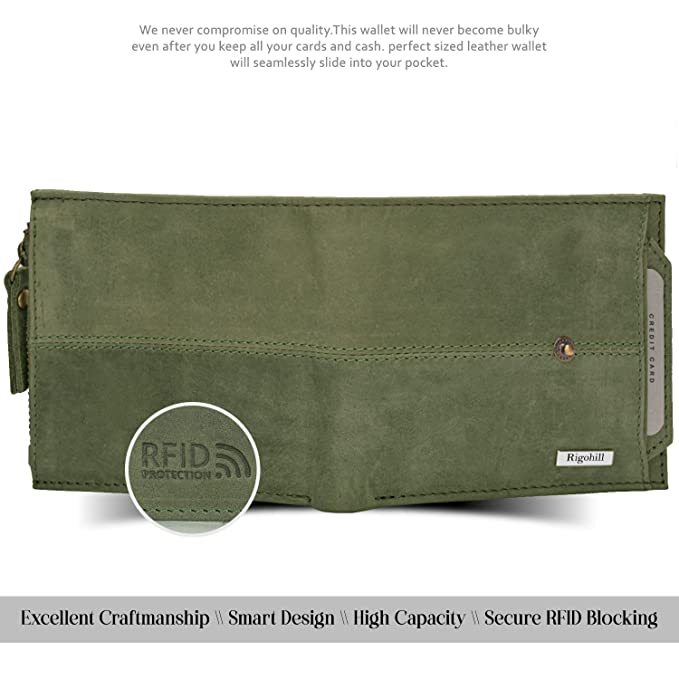 We never compromise on quality.This wallet will never become bulky
even after you keep all your cards and cash. perfect sized leather wallet
will seamlessly slide into your pocket.
CREDIT CARD
RFID
PROTECTION
Rigohill
Excellent Craftmanship \\ Smart Design \\ High Capacity \\ Secure RFID Blocking